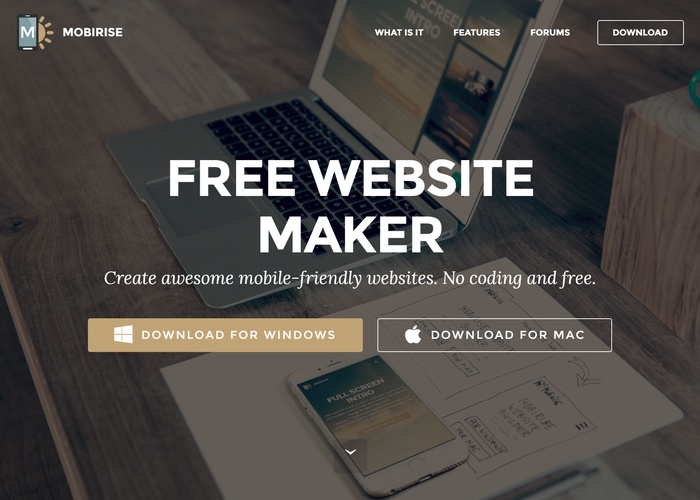 M MOBIRISE WHAT IS IT FEATURES FORUMS DOWNLOAD
FREE WEBSITE
MAKER
Create awesome mobile-friendly websites. No coding and free.
DOWNLOAD FOR WINDOWS DOWNLOAD FOR MAC
FULL SCREEN
INTRO